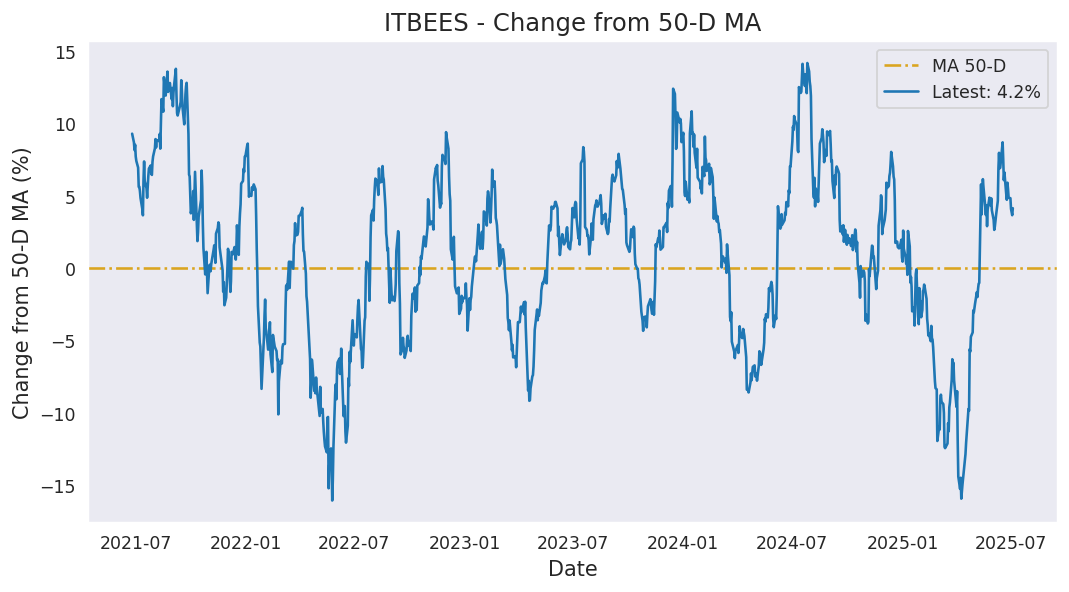 ITBEES - Change from 50-D MA
MA 50-D
Latest: 4.2%
Change from 50-D MA (%)
15
10
5
0
−5
−10
−15
2021-07 2022-01 2022-07 2023-01 2023-07 2024-01 2024-07 2025-01 2025-07
Date